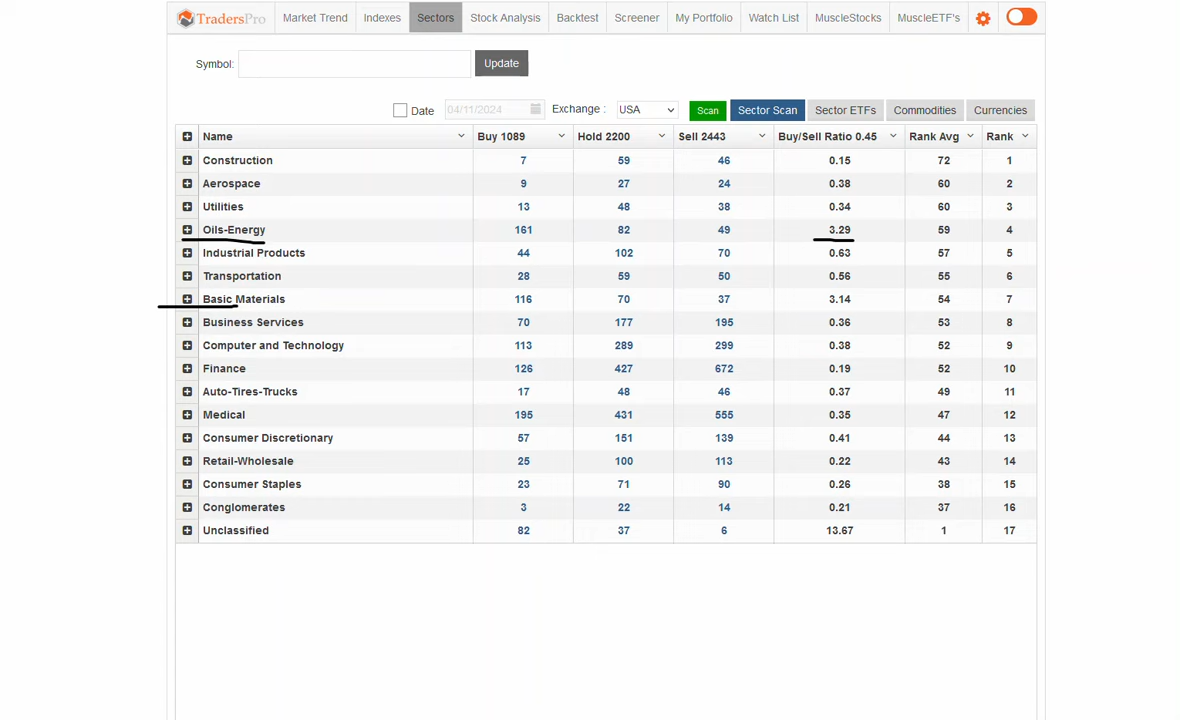 TradersPro Market Trend Indexes Sectors Stock Analysis Backtest Screener My Portfolio Watch List MuscleStocks MuscleETF's
Symbol: Update
Date 04/11/2024 Exchange : USA Scan Sector Scan Sector ETFs Commodities Currencies
Name Buy 1089 Hold 2200 Sell 2443 Buy/Sell Ratio 0.45 Rank Avg Rank
Construction 7 59 46 0.15 72 1
Aerospace 9 27 24 0.38 60 2
Utilities 13 48 38 0.34 60 3
Oils-Energy 161 82 49 3.29 59 4
Industrial Products 44 102 70 0.63 57 5
Transportation 28 59 50 0.56 55 6
Basic Materials 116 70 37 3.14 54 7
Business Services 70 177 195 0.36 53 8
Computer and Technology 113 289 299 0.38 52 9
Finance 126 427 672 0.19 52 10
Auto-Tires-Trucks 17 48 46 0.37 49 11
Medical 195 431 555 0.35 47 12
Consumer Discretionary 57 151 139 0.41 44 13
Retail-Wholesale 25 100 113 0.22 43 14
Consumer Staples 23 71 90 0.26 38 15
Conglomerates 3 22 14 0.21 37 16
Unclassified 82 37 6 13.67 1 17